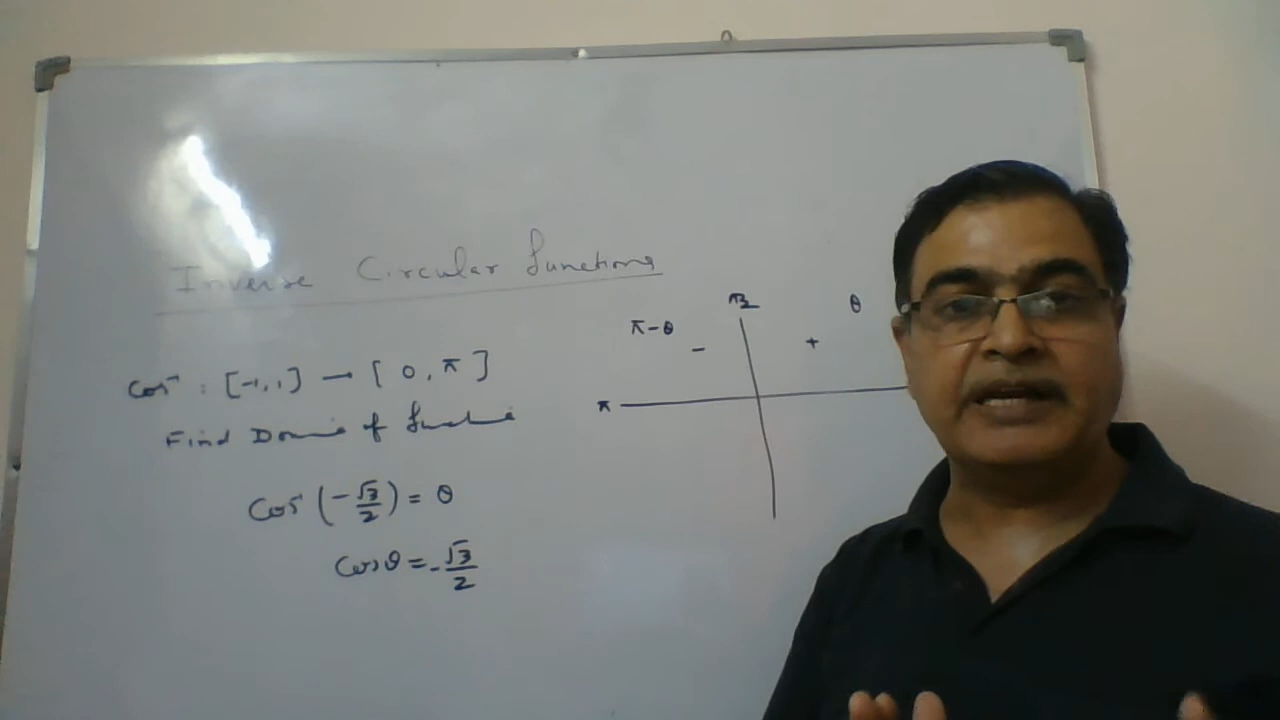 Inverse Circular functions
cos⁻¹ : [-1,1] → [0, π]
Find Domain of function
cos⁻¹(-√3/2) = θ
cosθ = -√3/2
π/2
θ
π-θ
-
+
π